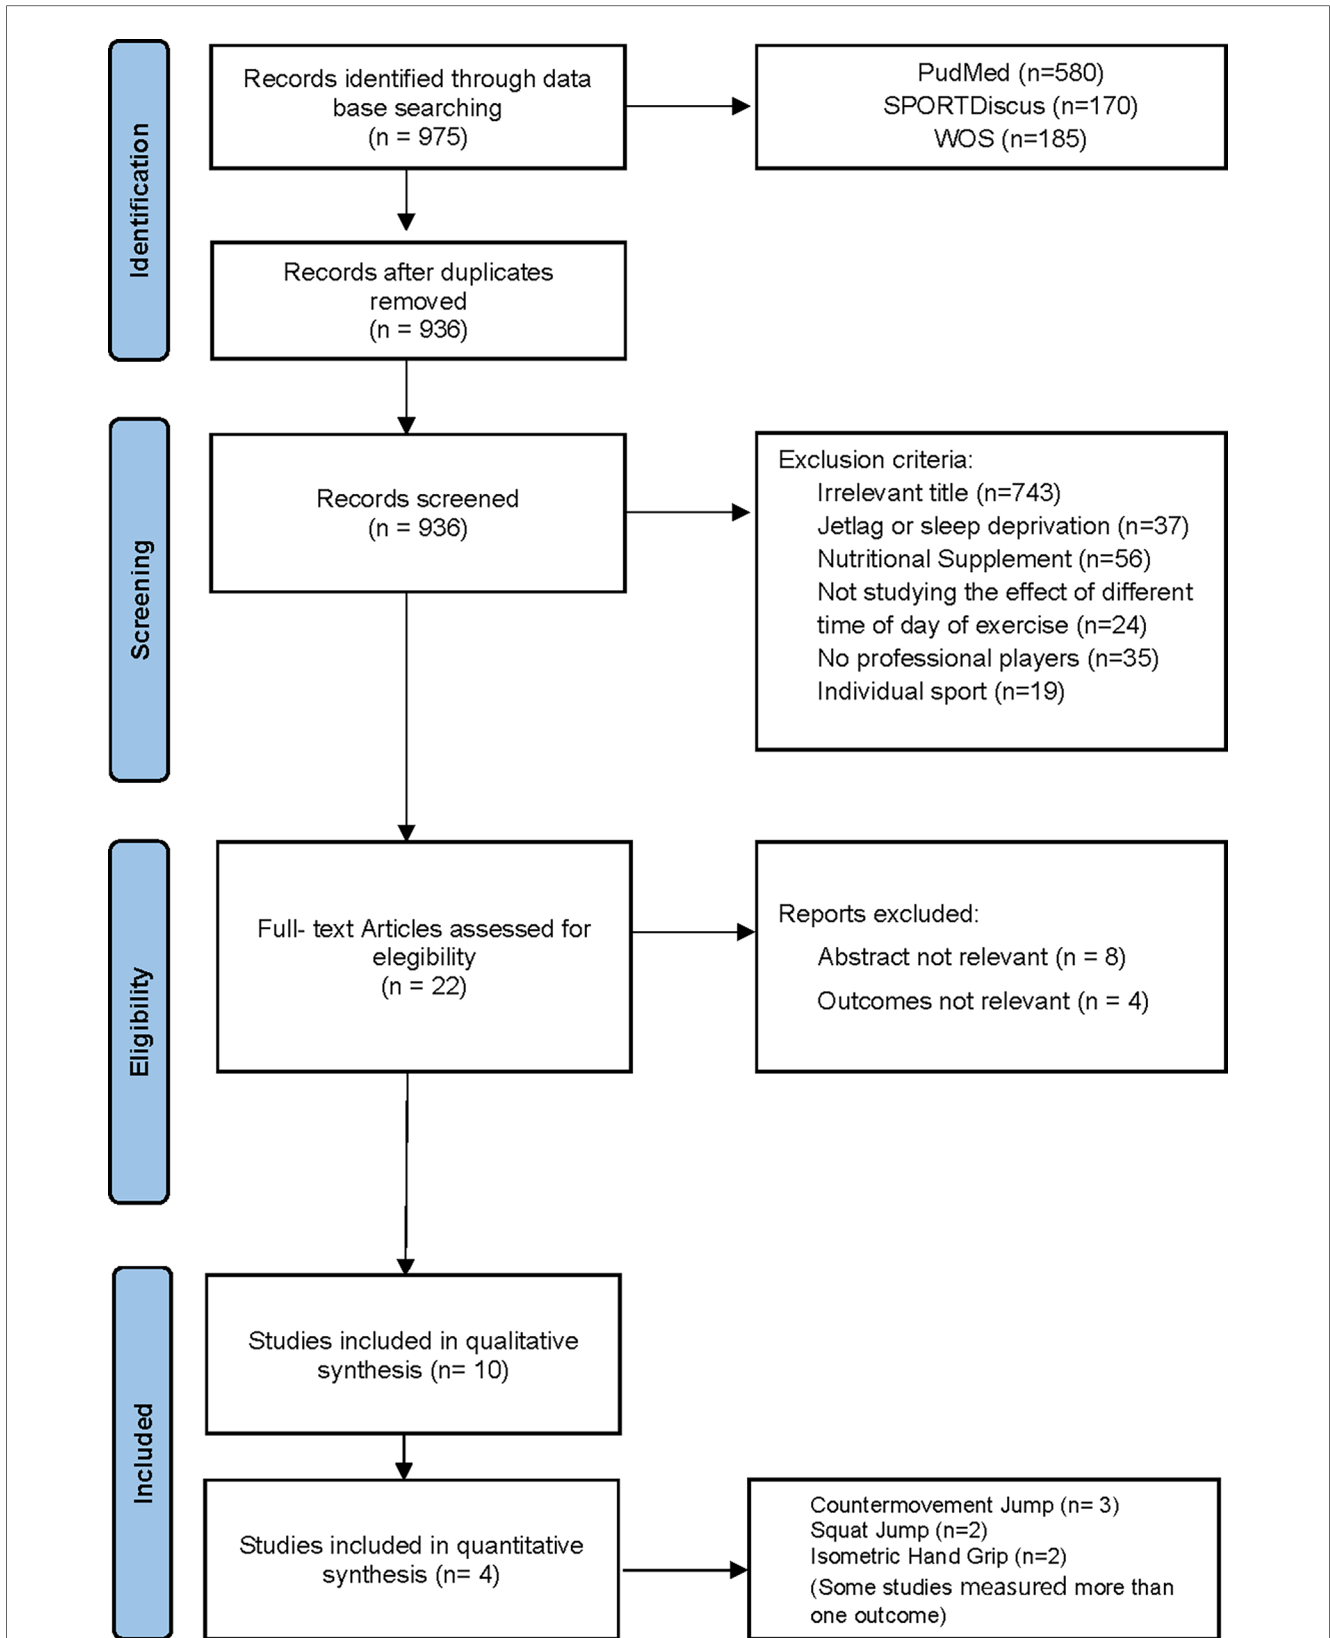 Identification
Records identified through data
base searching
(n = 975)
PudMed (n=580)
SPORTDiscus (n=170)
WOS (n=185)
Records after duplicates
removed
(n = 936)
Screening
Records screened
(n = 936)
Exclusion criteria:
Irrelevant title (n=743)
Jetlag or sleep deprivation (n=37)
Nutritional Supplement (n=56)
Not studying the effect of different
time of day of exercise (n=24)
No professional players (n=35)
Individual sport (n=19)
Eligibility
Full- text Articles assessed for
elegibility
(n = 22)
Reports excluded:
Abstract not relevant (n = 8)
Outcomes not relevant (n = 4)
Included
Studies included in qualitative
synthesis (n= 10)
Studies included in quantitative
synthesis (n= 4)
Countermovement Jump (n= 3)
Squat Jump (n=2)
Isometric Hand Grip (n=2)
(Some studies measured more than
one outcome)